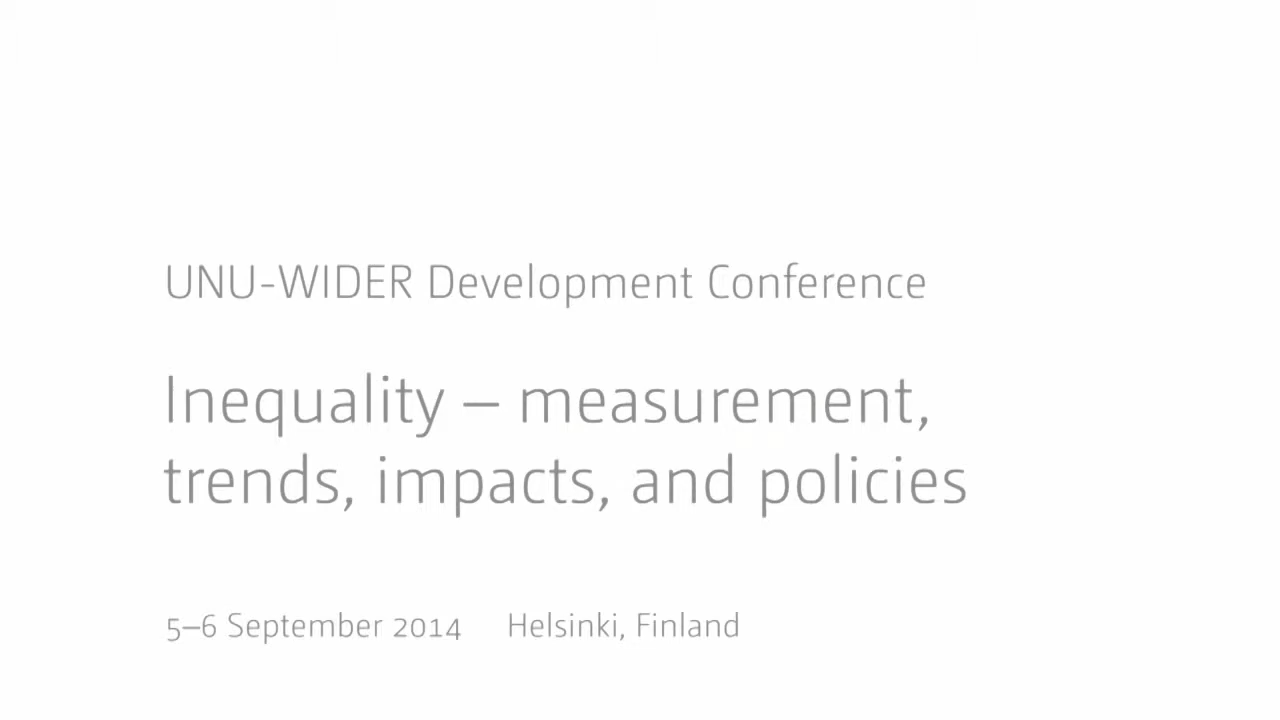 UNU-WIDER Development Conference
Inequality – measurement,
trends, impacts, and policies
5–6 September 2014 Helsinki, Finland